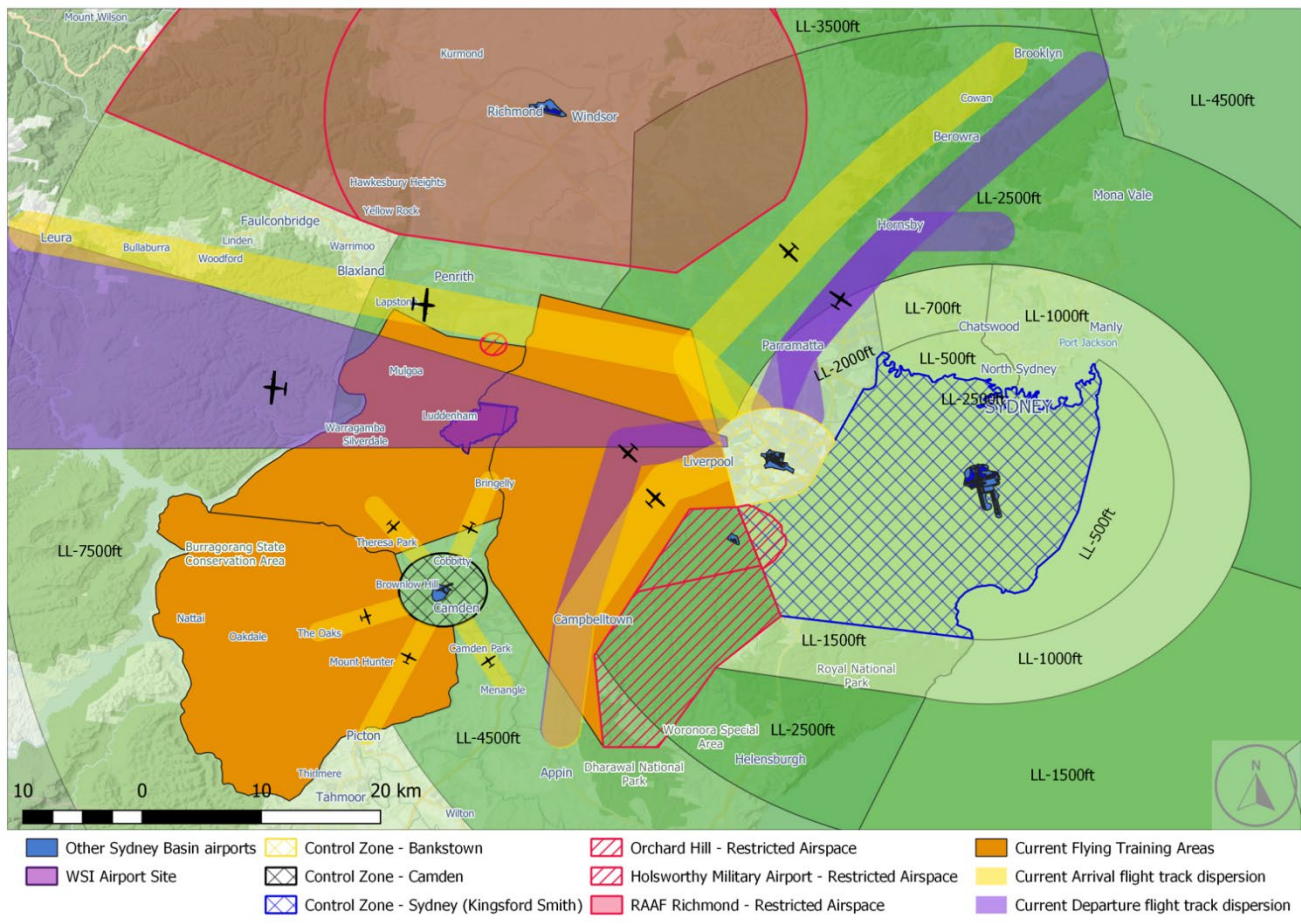 Mount Wilson
LL-3500ft
Kurmond
Brooklyn
Richmond
Windsor
Cowan
LL-4500ft
Berowra
Hawkesbury Heights
Yellow Rock
Mona Vale
LL-2500ft
Faulconbridge
Hornsby
Leura
Linden
Bullaburra
Warrimoo
Woodford
Blaxland
Penrith
Lapstone
LL-700ft
LL-1000ft
Chatswood
Manly
Port Jackson
Parramatta
LL-2000ft
LL-500ft
North Sydney
Mulgoa
LL-2500ft
SYDNEY
Luddenham
Warragamba
Silverdale
Liverpool
Bringelly
LL-7500ft
Burragorang State
Conservation Area
Theresa Park
LL-500ft
Cobbitty
Brownlow Hill
Camden
Nattai
Oakdale
The Oaks
Campbelltown
Camden Park
Mount Hunter
LL-1500ft
Royal National
Park
LL-1000ft
Menangle
Picton
LL-4500ft
Woronora Special
Area
LL-2500ft
Helensburgh
Appin
Dharawal National
Park
LL-1500ft
Thirlmere
Tahmoor
Wilton
N
10 0 10 20 km
Other Sydney Basin airports
WSI Airport Site
Control Zone - Bankstown
Control Zone - Camden
Control Zone - Sydney (Kingsford Smith)
Orchard Hill - Restricted Airspace
Holsworthy Military Airport - Restricted Airspace
RAAF Richmond - Restricted Airspace
Current Flying Training Areas
Current Arrival flight track dispersion
Current Departure flight track dispersion